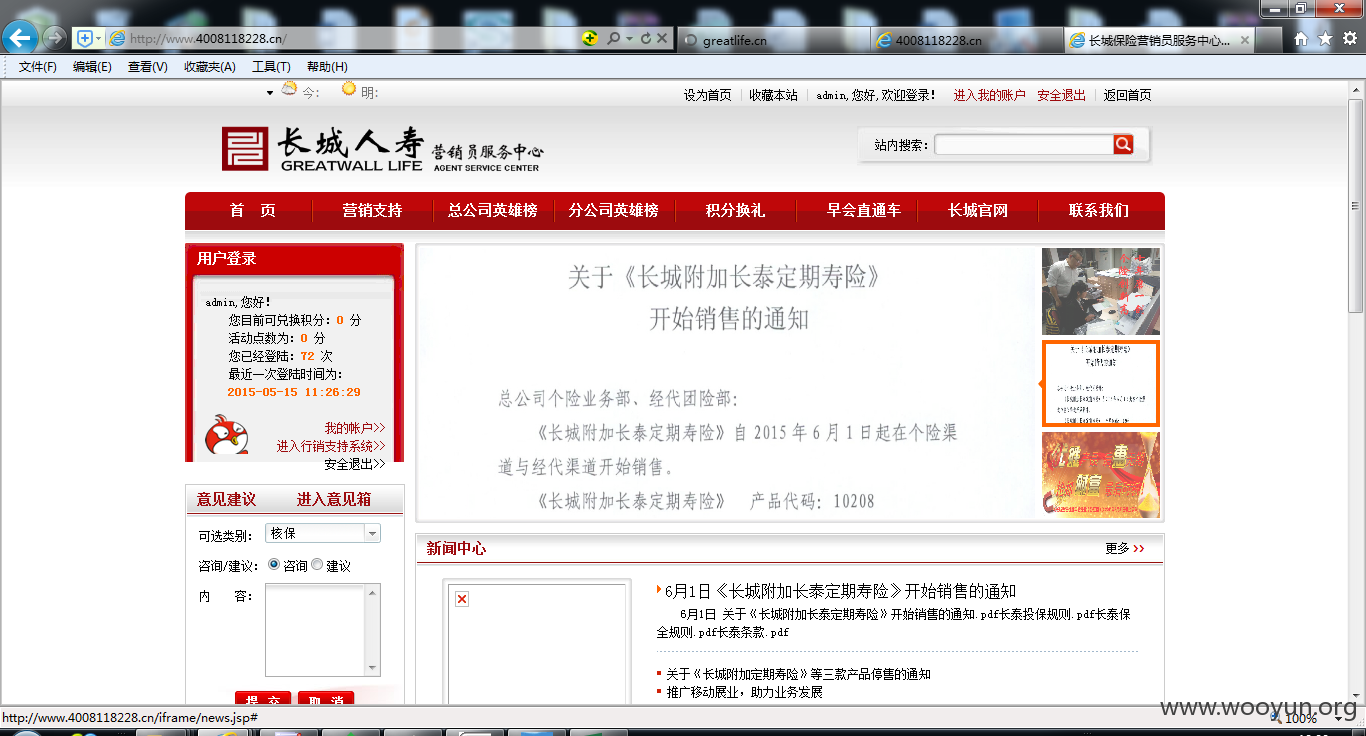 http://www.4008118228.cn/
greatlife.cn
4008118228.cn
长城保险营销员服务中心...
文件(F) 编辑(E) 查看(V) 收藏夹(A) 工具(T) 帮助(H)
今: 明:
设为首页 收藏本站 admin,您好,欢迎登录! 进入我的账户 安全退出 返回首页
长城人寿 营销员服务中心
GREATWALL LIFE AGENT SERVICE CENTER
站内搜索:
首 页 营销支持 总公司英雄榜 分公司英雄榜 积分换礼 早会直通车 长城官网 联系我们
用户登录
admin,您好!
您目前可兑换积分: 0 分
活动点数为: 0 分
您已经登陆: 72 次
最近一次登陆时间为:
2015-05-15 11:26:29
我的帐户>>
进入行销支持系统>>
安全退出>>
关于《长城附加长泰定期寿险》
开始销售的通知
总公司个险业务部、经代团险部:
《长城附加长泰定期寿险》自 2015 年 6 月 1 日起在个险渠
道与经代渠道开始销售。
《长城附加长泰定期寿险》 产品代码: 10208
意见建议 进入意见箱
可选类别: 核保
咨询/建议: 咨询 建议
内 容:
提 交 取 消
新闻中心 更多 >>
6月1日《长城附加长泰定期寿险》开始销售的通知
6月1日 关于《长城附加长泰定期寿险》开始销售的通知.pdf长泰投保规则.pdf长泰保
全规则.pdf长泰条款.pdf
关于《长城附加定期寿险》等三款产品停售的通知
推广移动展业，助力业务发展
http://www.4008118228.cn/iframe/news.jsp#
100%
www.wooyun.org